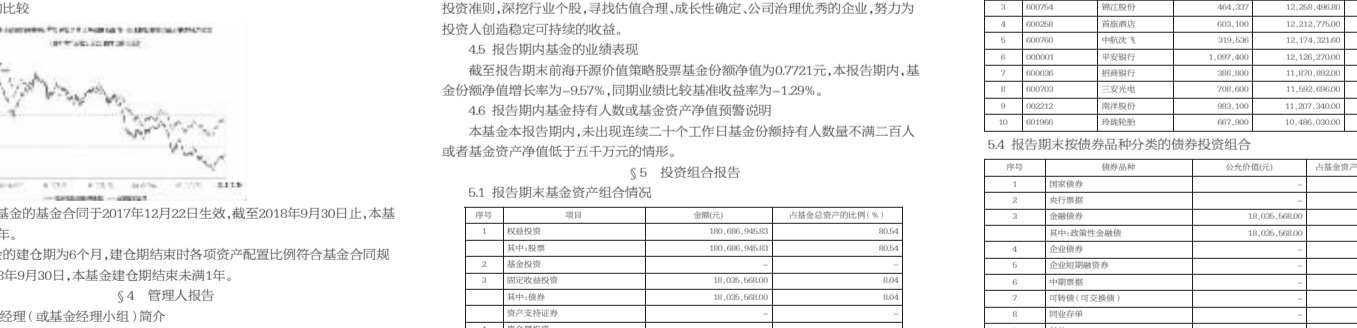 的比较
基金的基金合同于2017年12月22日生效,截至2018年9月30日止,本基
年。
的建仓期为6个月,建仓期结束时各项资产配置比例符合基金合同规
8年9月30日,本基金建仓期结束未满1年。
§4 管理人报告
经理(或基金经理小组)简介
投资准则,深挖行业个股,寻找估值合理、成长性确定、公司治理优秀的企业,努力为
投资人创造稳定可持续的收益。
4.5 报告期内基金的业绩表现
截至报告期末前海开源价值策略股票基金份额净值为0.7721元,本报告期内,基
金份额净值增长率为-9.57%,同期业绩比较基准收益率为-1.29%。
4.6 报告期内基金持有人数或基金资产净值预警说明
本基金本报告期内,未出现连续二十个工作日基金份额持有人数量不满二百人
或者基金资产净值低于五千万元的情形。
§5 投资组合报告
5.1 报告期末基金资产组合情况
序号 项目 金额(元) 占基金总资产的比例(%)
1 权益投资 180,686,945.83 80.54
其中:股票 180,686,945.83 80.54
2 基金投资 - -
3 固定收益投资 18,035,568.00 8.04
其中:债券 18,035,568.00 8.04
资产支持证券 - -
3 600754 锦江股份 464,337 12,258,496.80
4 600258 首旅酒店 603,100 12,212,775.00
5 600760 中航沈飞 319,536 12,174,321.60
6 000001 平安银行 1,097,400 12,126,270.00
7 600036 招商银行 386,800 11,870,892.00
8 600703 三安光电 708,600 11,592,696.00
9 002212 南洋股份 983,100 11,207,340.00
10 601966 玲珑轮胎 667,900 10,486,030.00
5.4 报告期末按债券品种分类的债券投资组合
序号 债券品种 公允价值(元) 占基金资产
1 国家债券 -
2 央行票据 -
3 金融债券 18,035,568.00
其中:政策性金融债 18,035,568.00
4 企业债券 -
5 企业短期融资券 -
6 中期票据 -
7 可转债(可交换债) -
8 同业存单 -